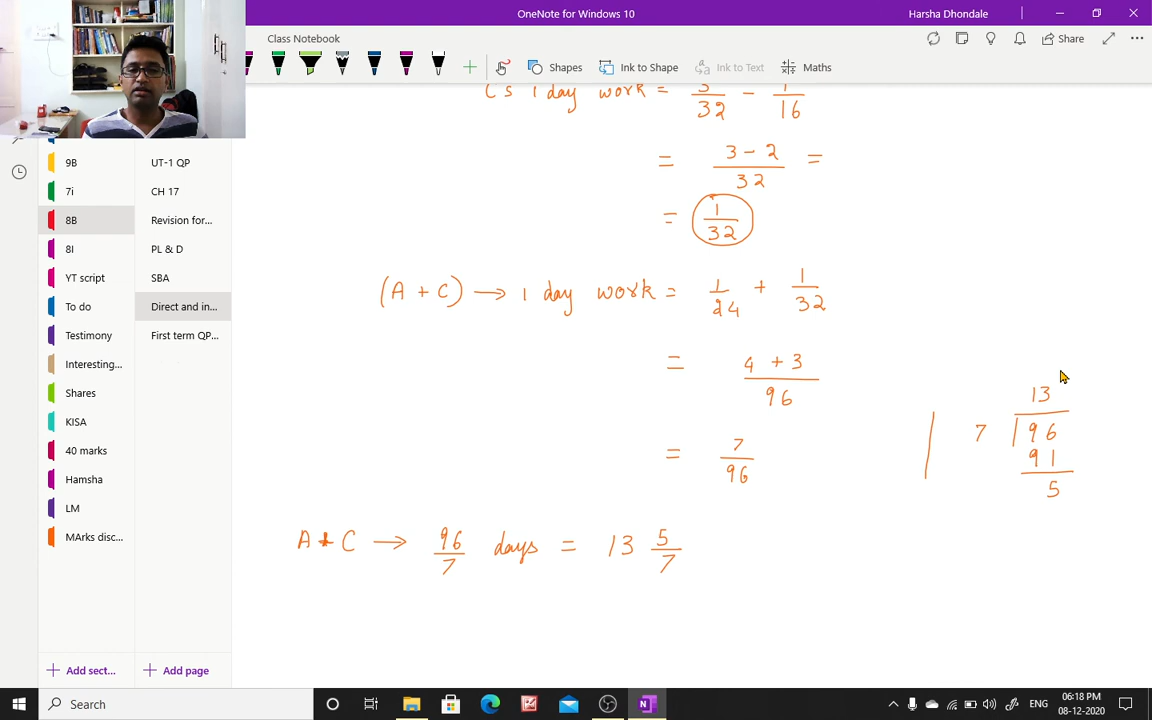 OneNote for Windows 10
Harsha Dhondale
Class Notebook
Shapes
Ink to Shape
Ink to Text
Maths
Share
9B
7i
8B
8I
YT script
To do
Testimony
Interesting...
Shares
KISA
40 marks
Hamsha
LM
MArks disc...
Add sect...
UT-1 QP
CH 17
Revision for...
PL & D
SBA
Direct and in...
First term QP...
Add page
C's 1 day work = 3/32 - 1/16
= 3 - 2 / 32 =
= 1/32
(A + C) → 1 day work = 1/24 + 1/32
= 4 + 3 / 96
= 7/96
13
7 | 96
91
5
A & C → 96/7 days = 13 5/7
Search
ENG
06:18 PM
08-12-2020